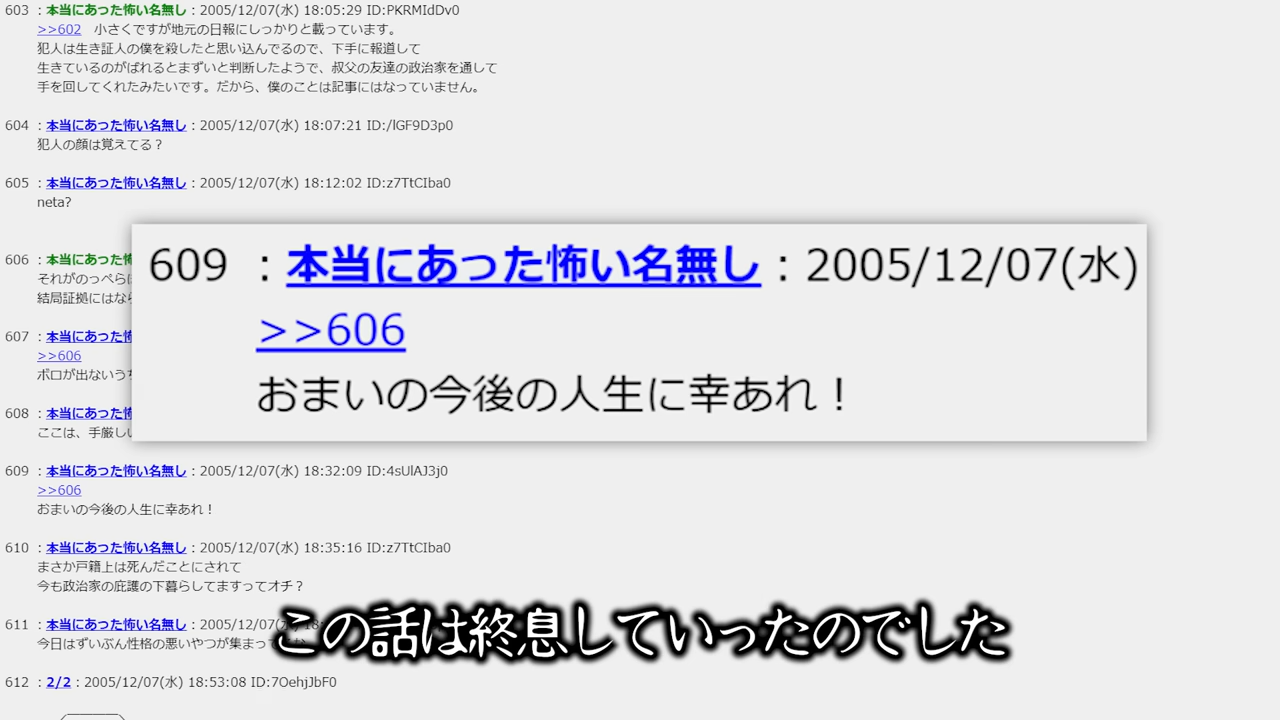 603 ：本当にあった怖い名無し：2005/12/07(水) 18:05:29 ID:PKRMIdDv0
>>602　小さくですが地元の日報にしっかりと載っています。
犯人は生き証人の僕を殺したと思い込んでるので、下手に報道して
生きているのがばれるとまずいと判断したようで、叔父の友達の政治家を通して
手を回してくれたみたいです。だから、僕のことは記事にはなっていません。
604 ：本当にあった怖い名無し：2005/12/07(水) 18:07:21 ID:/lGF9D3p0
犯人の顔は覚えてる？
605 ：本当にあった怖い名無し：2005/12/07(水) 18:12:02 ID:z7TtCIba0
neta?
606 ：本当にあった怖い
それがのっぺらに
結局証拠にはなら
607 ：本当にあった怖い
>>606
ボロが出ないうち
608 ：本当にあった怖い
ここは、手厳しい
609 ：本当にあった怖い名無し：2005/12/07(水)
>>606
おまいの今後の人生に幸あれ！
609 ：本当にあった怖い名無し：2005/12/07(水) 18:32:09 ID:4sUlAJ3j0
>>606
おまいの今後の人生に幸あれ！
610 ：本当にあった怖い名無し：2005/12/07(水) 18:35:16 ID:z7TtCIba0
まさか戸籍上は死んだことにされて
今も政治家の庇護の下暮らしてますってオチ？
611 ：本当にあった怖い名無し：2005/12/07(水) 18
今日はずいぶん性格の悪いやつが集まって
この話は終息していったのでした
612 ：2/2：2005/12/07(水) 18:53:08 ID:7OehjJbF0